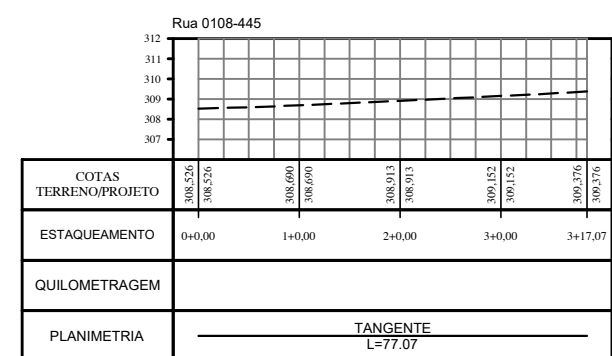 Rua 0108-445
312
311
310
309
308
307
COTAS
TERRENO/PROJETO
308,526
308,526
308,690
308,690
308,913
308,913
309,152
309,152
309,376
309,376
ESTAQUEAMENTO
0+0,00
1+0,00
2+0,00
3+0,00
3+17,07
QUILOMETRAGEM
PLANIMETRIA
TANGENTE
L=77.07